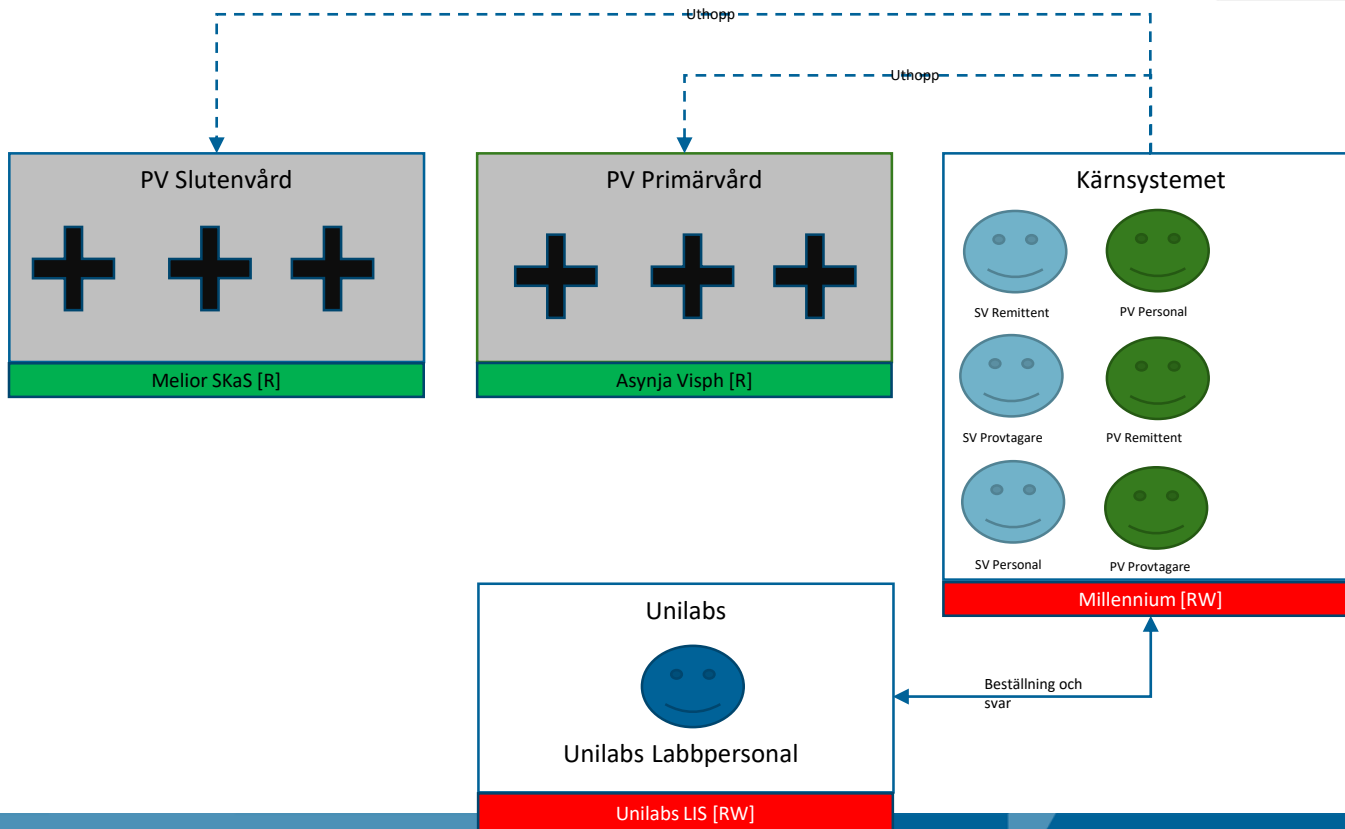 Uthopp
Uthopp
PV Slutenvård
PV Primärvård
Kärnsystemet
SV Remittent
PV Personal
Melior SKaS [R]
Asynja Visph [R]
SV Provtagare
PV Remittent
SV Personal
PV Provtagare
Millennium [RW]
Unilabs
Beställning och
svar
Unilabs Labbpersonal
Unilabs LIS [RW]